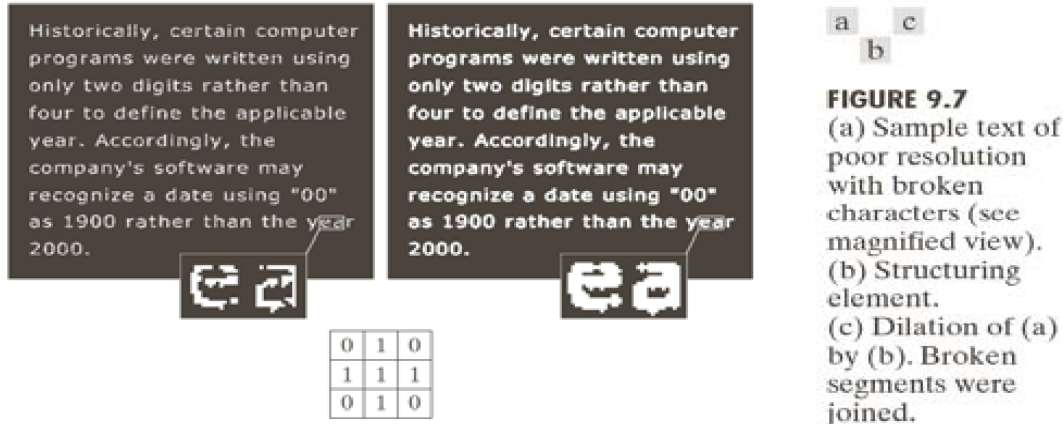 Historically, certain computer
programs were written using
only two digits rather than
four to define the applicable
year. Accordingly, the
company's software may
recognize a date using "00"
as 1900 rather than the year
2000.
ea
Historically, certain computer
programs were written using
only two digits rather than
four to define the applicable
year. Accordingly, the
company's software may
recognize a date using "00"
as 1900 rather than the year
2000.
ea
0 1 0
1 1 1
0 1 0
a c
b
FIGURE 9.7
(a) Sample text of
poor resolution
with broken
characters (see
magnified view).
(b) Structuring
element.
(c) Dilation of (a)
by (b). Broken
segments were
joined.